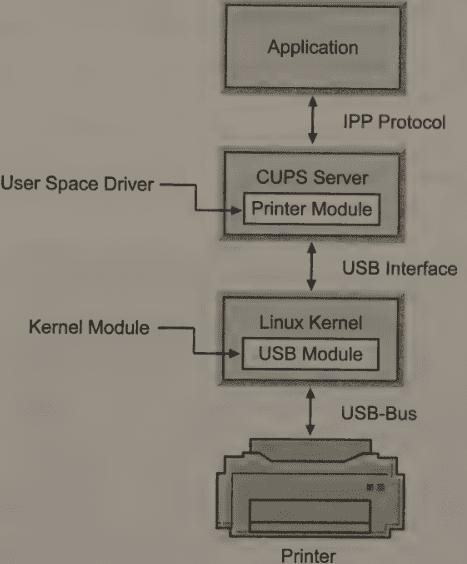 Application
IPP Protocol
CUPS Server
User Space Driver
Printer Module
USB Interface
Linux Kernel
Kernel Module
USB Module
USB-Bus
Printer